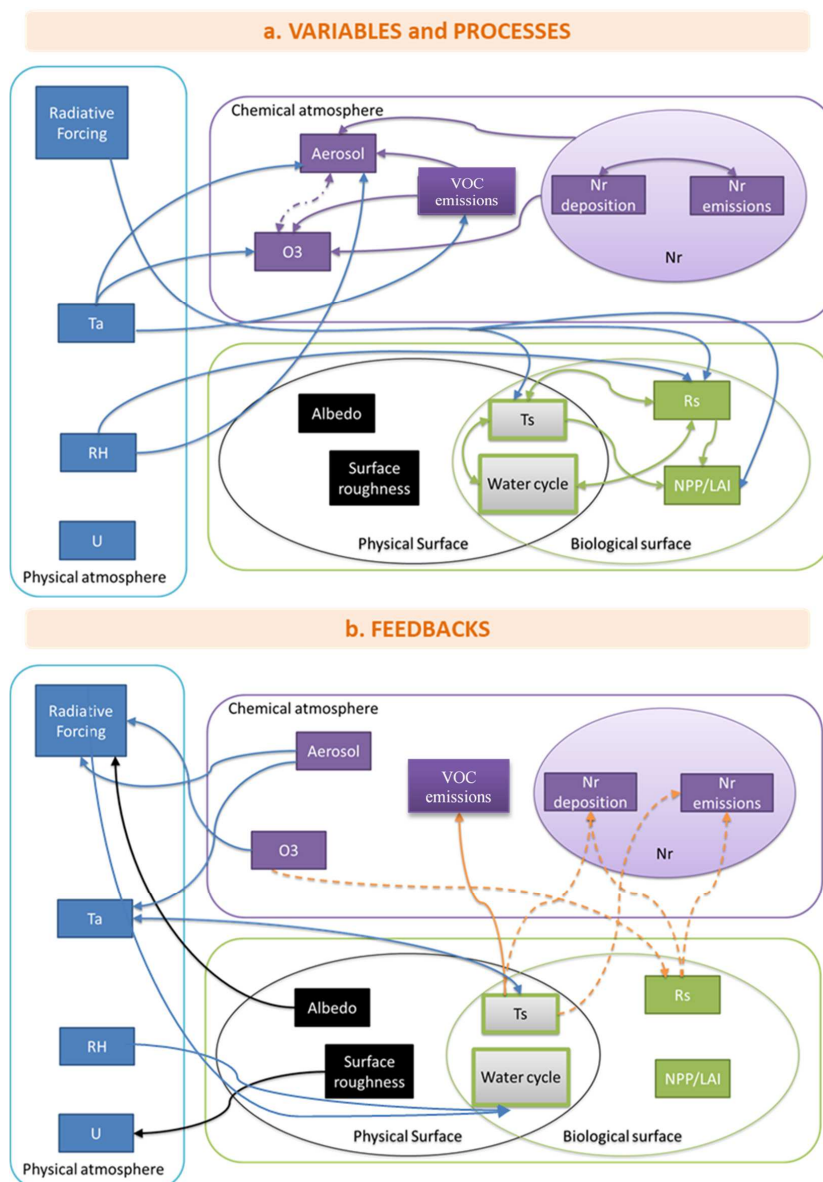 a. VARIABLES and PROCESSES
Radiative
Forcing
Ta
RH
U
Physical atmosphere
Chemical atmosphere
Aerosol
VOC
emissions
O3
Nr
deposition
Nr
emissions
Nr
Albedo
Surface
roughness
Ts
Water cycle
Rs
NPP/LAI
Physical Surface
Biological surface
b. FEEDBACKS
Radiative
Forcing
Ta
RH
U
Physical atmosphere
Chemical atmosphere
Aerosol
VOC
emissions
O3
Nr
deposition
Nr
emissions
Nr
Albedo
Surface
roughness
Ts
Water cycle
Rs
NPP/LAI
Physical Surface
Biological surface